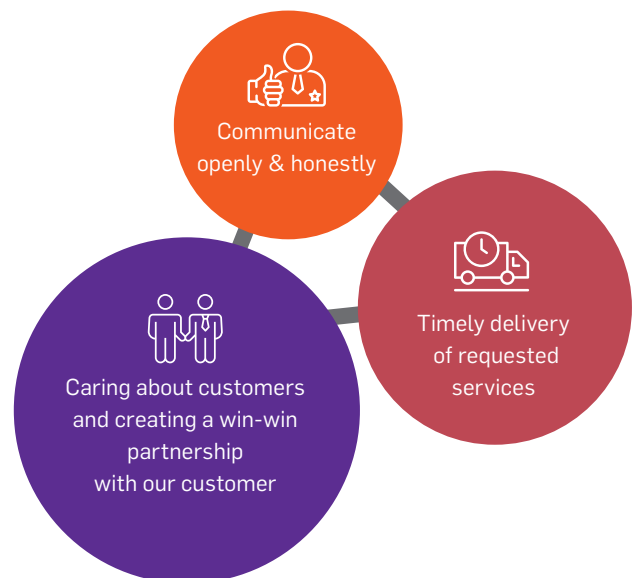 Communicate
openly & honestly
Timely delivery
of requested
services
Caring about customers
and creating a win-win
partnership
with our customer